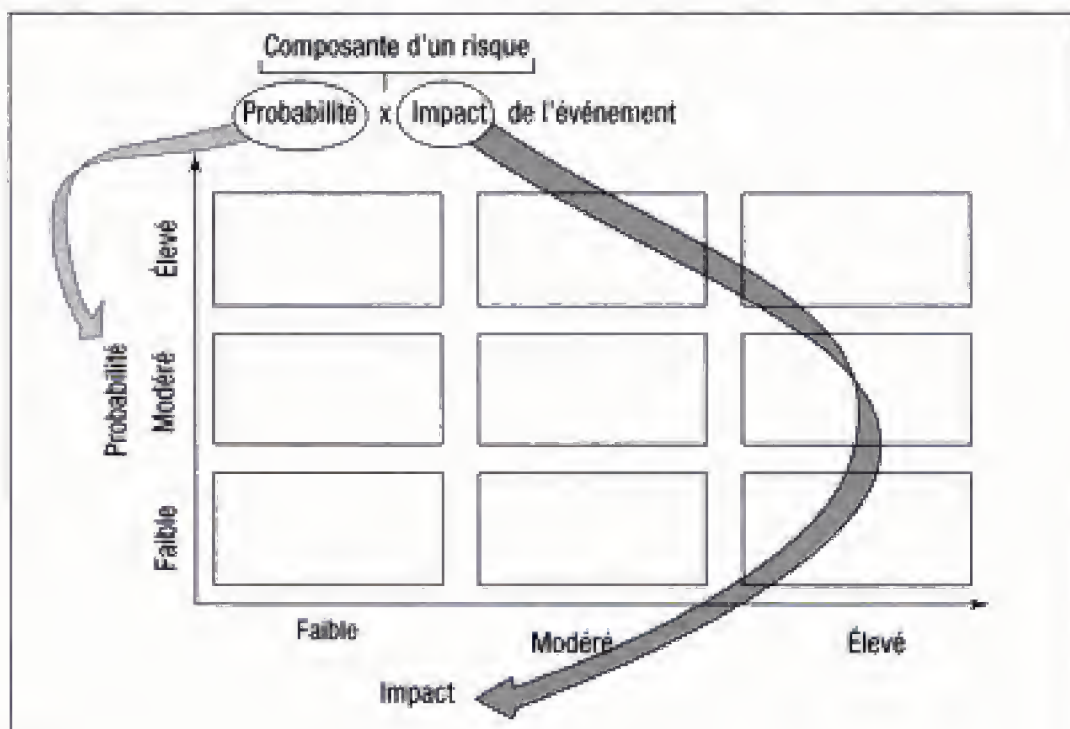 Composante d'un risque
Probabilité x Impact de l'événement
Élevé
Modéré
Probabilité
Faible
Faible
Modéré
Élevé
Impact